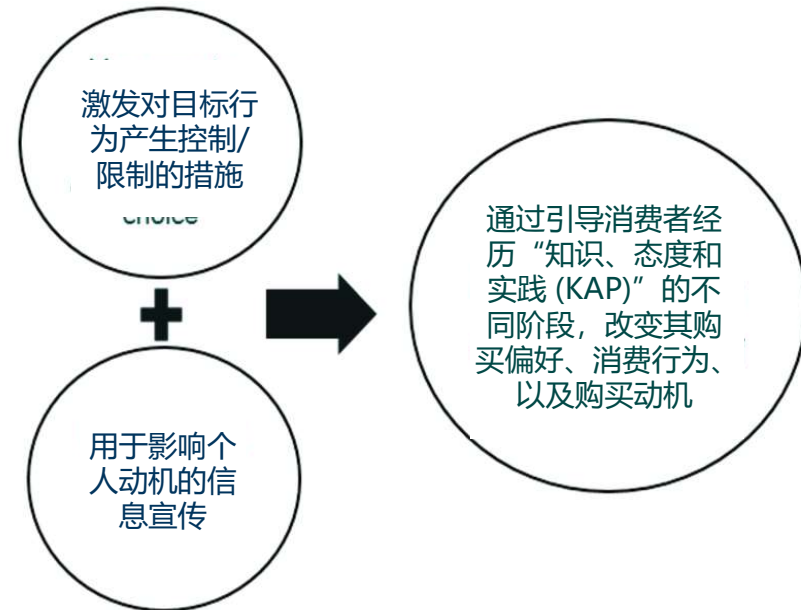 激发对目标行
为产生控制/
限制的措施
choice
用于影响个
人动机的信
息宣传
通过引导消费者经
历“知识、态度和
实践 (KAP)”的不
同阶段，改变其购
买偏好、消费行为、
以及购买动机